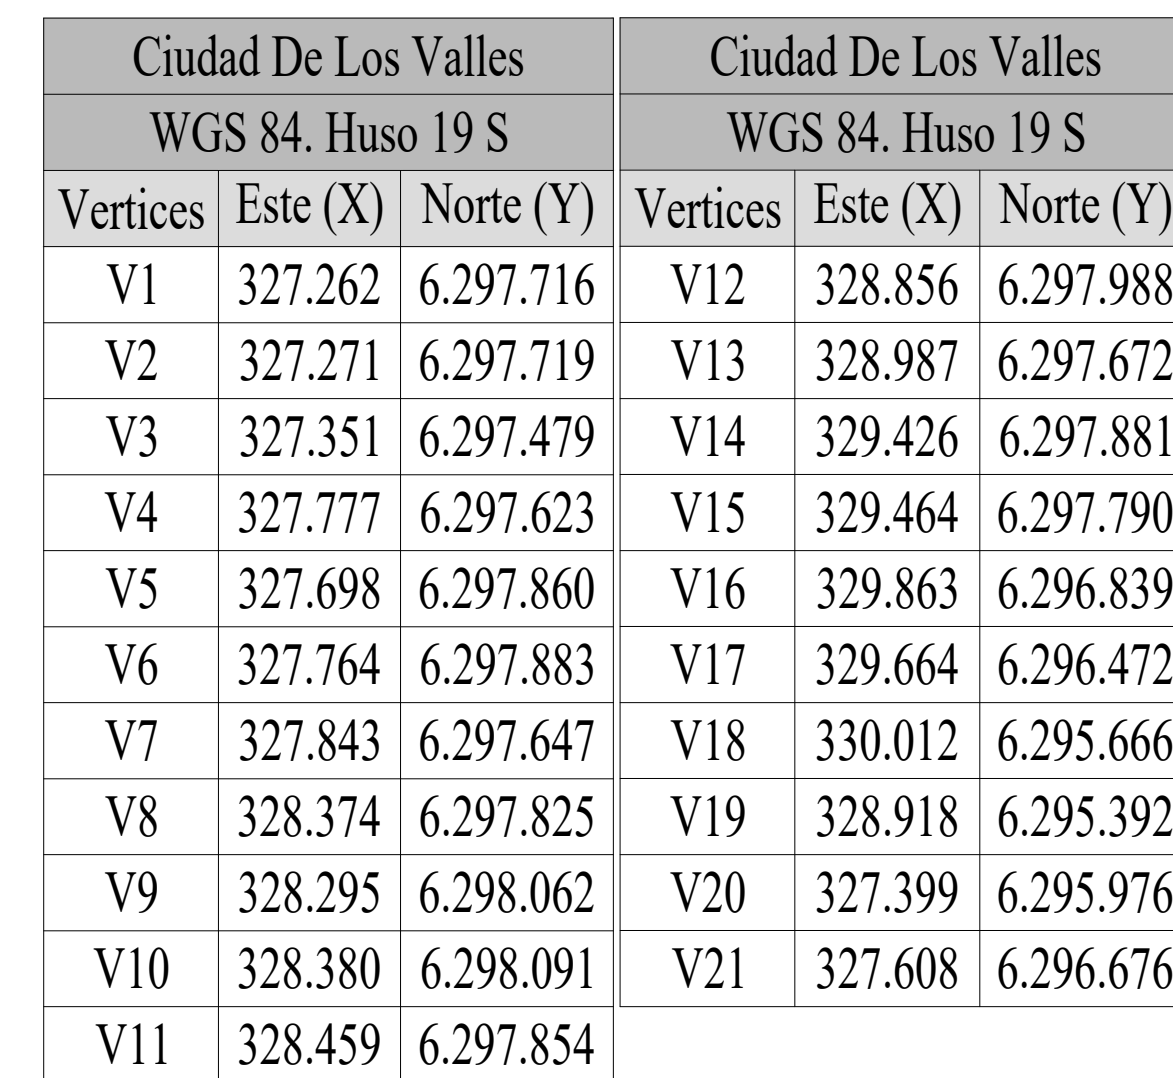 Ciudad De Los Valles
WGS 84. Huso 19 S
Vertices Este (X) Norte (Y)
V1 327.262 6.297.716
V2 327.271 6.297.719
V3 327.351 6.297.479
V4 327.777 6.297.623
V5 327.698 6.297.860
V6 327.764 6.297.883
V7 327.843 6.297.647
V8 328.374 6.297.825
V9 328.295 6.298.062
V10 328.380 6.298.091
V11 328.459 6.297.854
Ciudad De Los Valles
WGS 84. Huso 19 S
Vertices Este (X) Norte (Y)
V12 328.856 6.297.988
V13 328.987 6.297.672
V14 329.426 6.297.881
V15 329.464 6.297.790
V16 329.863 6.296.839
V17 329.664 6.296.472
V18 330.012 6.295.666
V19 328.918 6.295.392
V20 327.399 6.295.976
V21 327.608 6.296.676